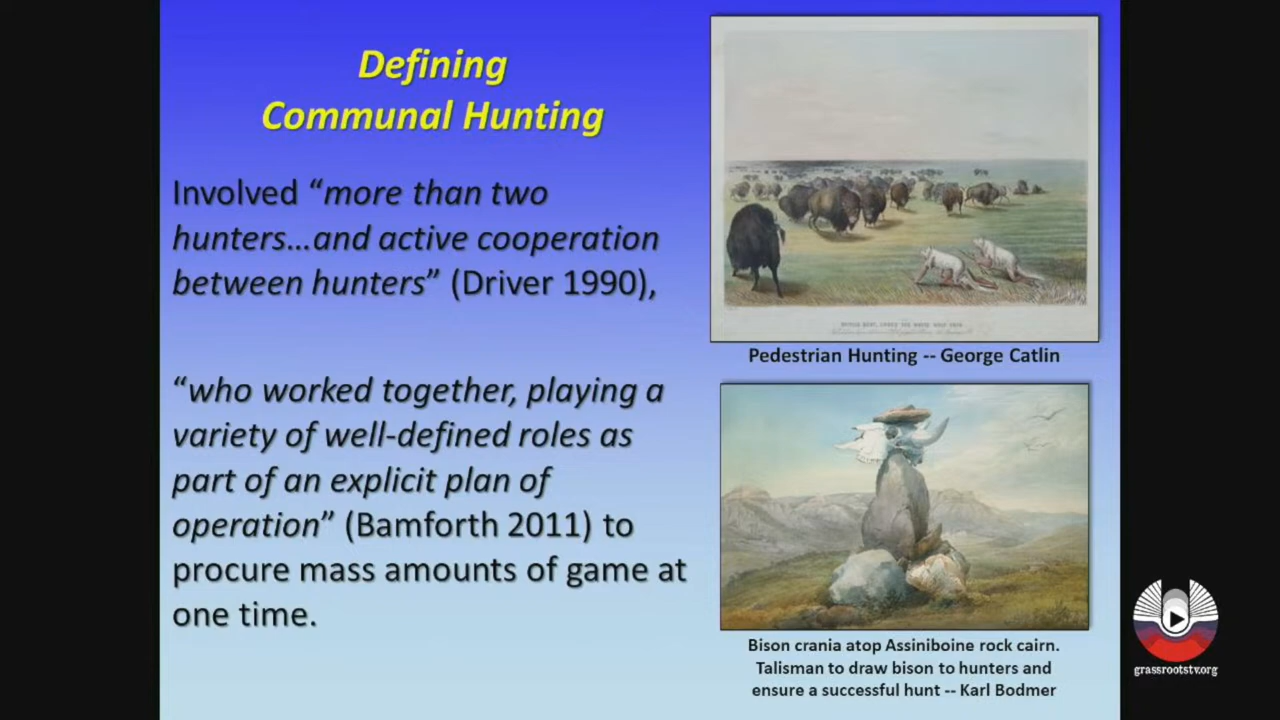 Defining
Communal Hunting
Involved “more than two
hunters…and active cooperation
between hunters” (Driver 1990),
“who worked together, playing a
variety of well-defined roles as
part of an explicit plan of
operation” (Bamforth 2011) to
procure mass amounts of game at
one time.
Pedestrian Hunting -- George Catlin
Bison crania atop Assiniboine rock cairn.
Talisman to draw bison to hunters and
ensure a successful hunt -- Karl Bodmer
grassrootstv.org